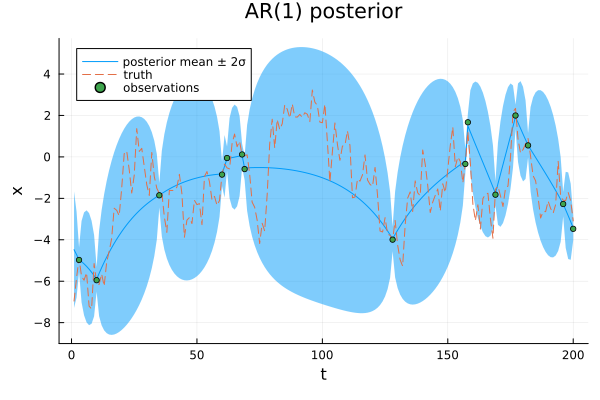 AR(1) posterior
posterior mean ± 2σ
truth
observations
4
2
0
−2
−4
−6
−8
x
0
50
100
150
200
t